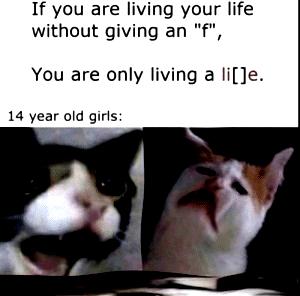 If you are living your life
without giving an "f",
You are only living a li[]e.
14 year old girls: